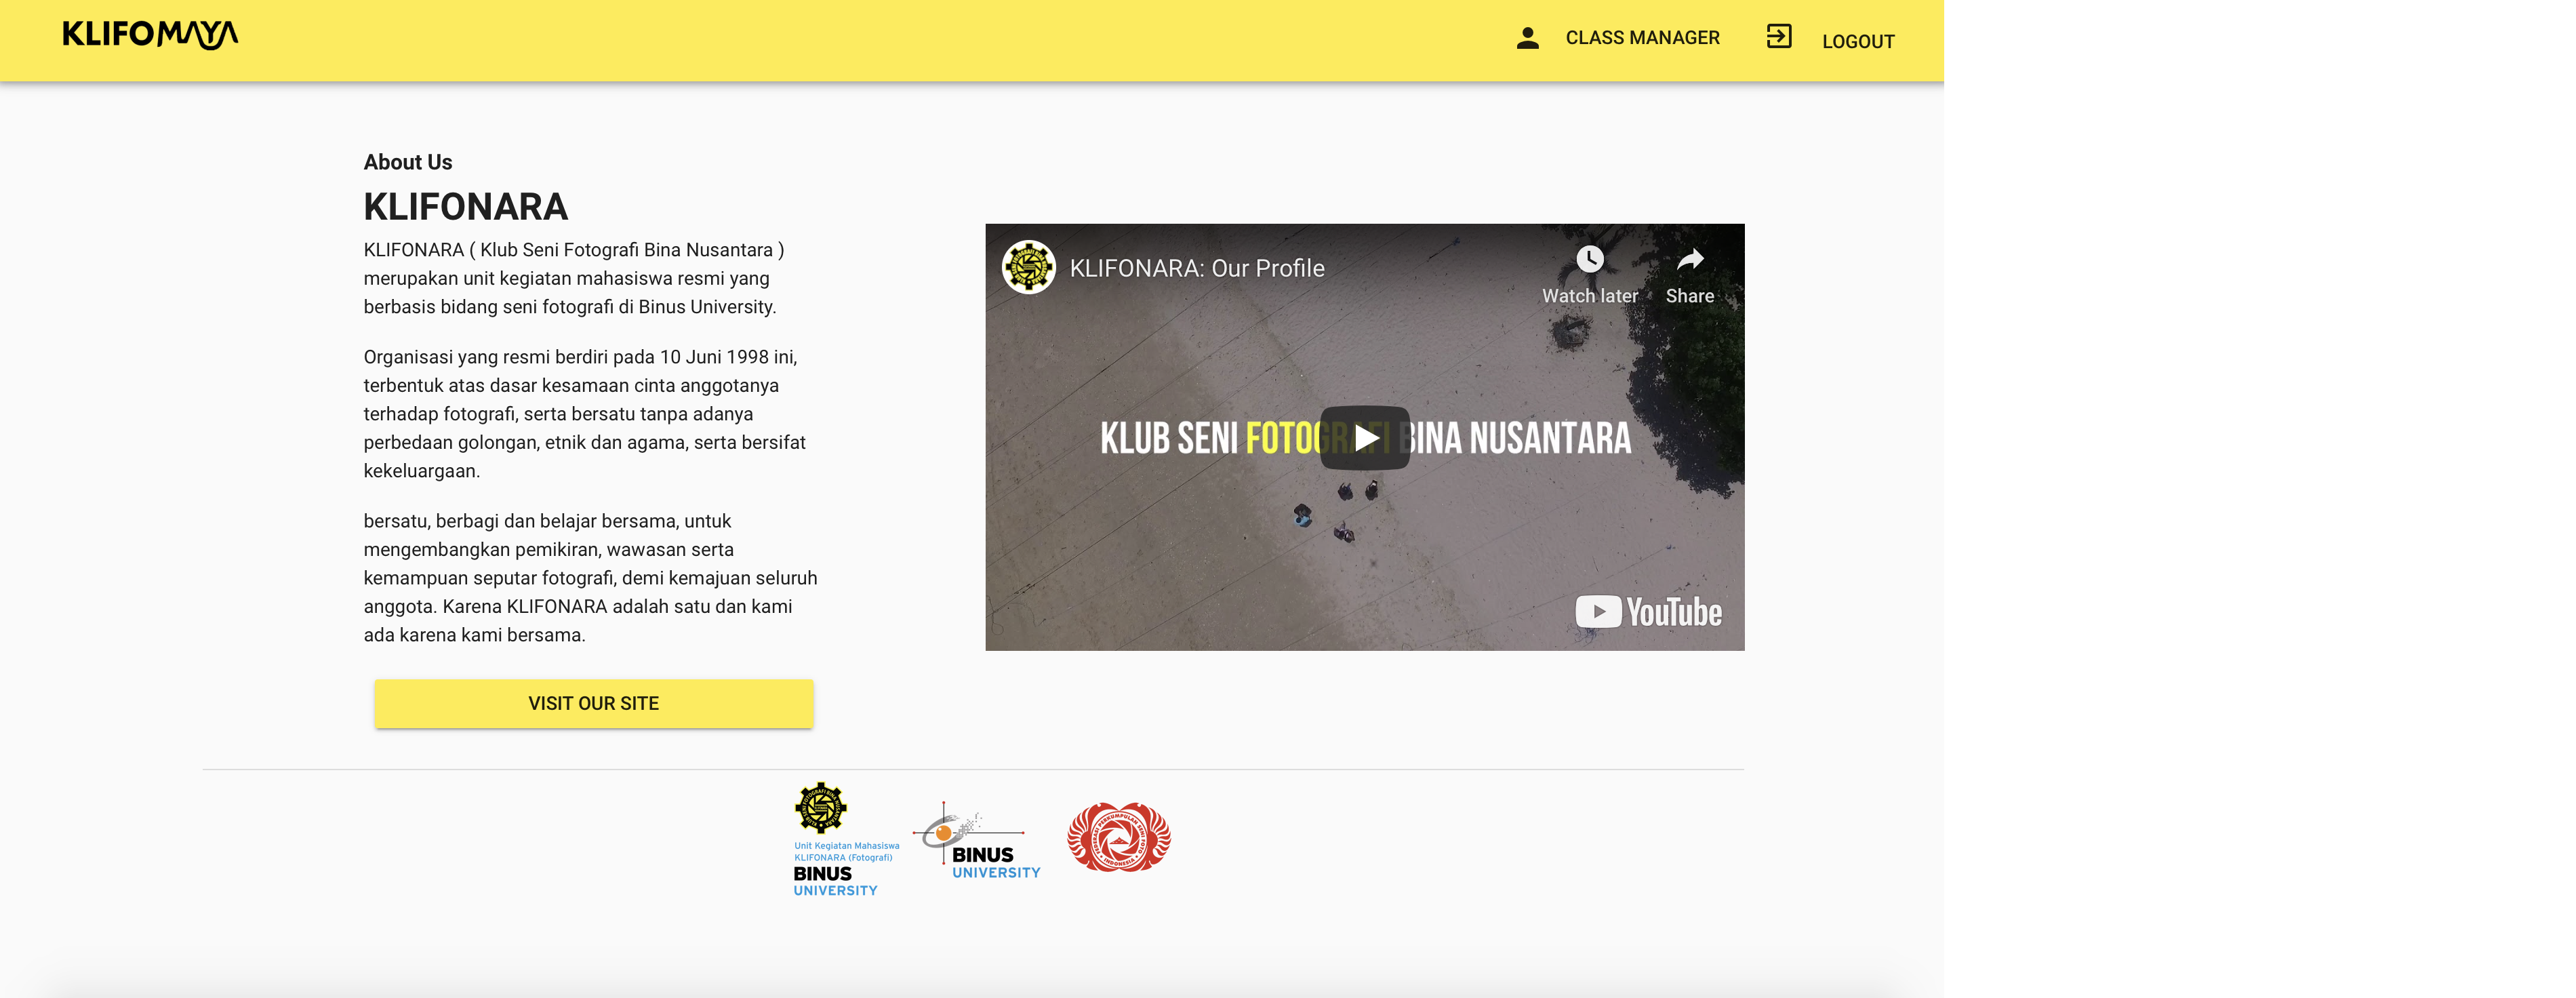 KLIFOMAYA
CLASS MANAGER
LOGOUT
About Us
KLIFONARA
KLIFONARA ( Klub Seni Fotografi Bina Nusantara )
merupakan unit kegiatan mahasiswa resmi yang
berbasis bidang seni fotografi di Binus University.
Organisasi yang resmi berdiri pada 10 Juni 1998 ini,
terbentuk atas dasar kesamaan cinta anggotanya
terhadap fotografi, serta bersatu tanpa adanya
perbedaan golongan, etnik dan agama, serta bersifat
kekeluargaan.
bersatu, berbagi dan belajar bersama, untuk
mengembangkan pemikiran, wawasan serta
kemampuan seputar fotografi, demi kemajuan seluruh
anggota. Karena KLIFONARA adalah satu dan kami
ada karena kami bersama.
VISIT OUR SITE
KLIFONARA: Our Profile
Watch later
Share
KLUB SENI FOTOGRAFI BINA NUSANTARA
YouTube
Unit Kegiatan Mahasiswa
KLIFONARA (Fotografi)
BINUS
UNIVERSITY
BINUS
UNIVERSITY
INDONESIA